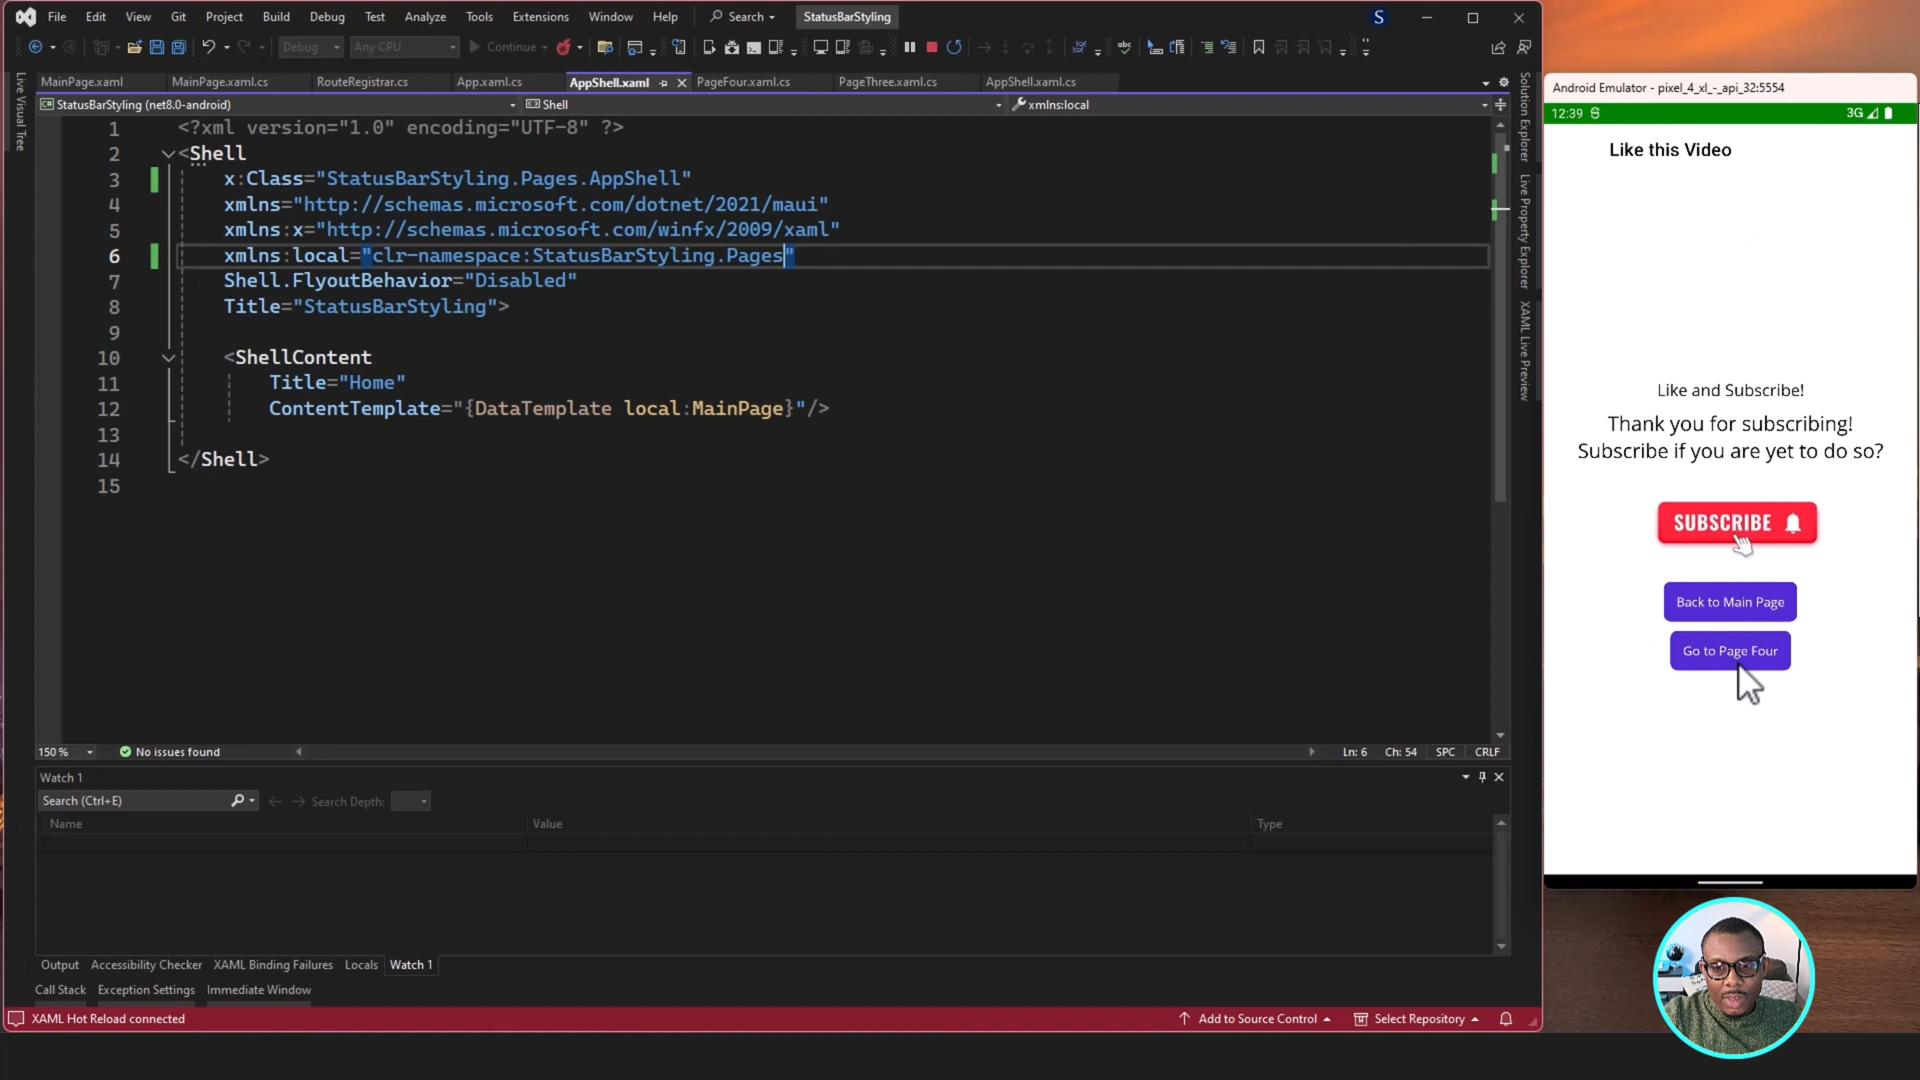 File Edit View Git Project Build Debug Test Analyze Tools Extensions Window Help Search StatusBarStyling S
Debug Any CPU Continue
MainPage.xaml MainPage.xaml.cs RouteRegistrar.cs App.xaml.cs AppShell.xaml PageFour.xaml.cs PageThree.xaml.cs AppShell.xaml.cs
StatusBarStyling (net8.0-android) Shell xmlns:local
Live Visual Tree
1 <?xml version="1.0" encoding="UTF-8" ?>
2 <Shell
3 x:Class="StatusBarStyling.Pages.AppShell"
4 xmlns="http://schemas.microsoft.com/dotnet/2021/maui"
5 xmlns:x="http://schemas.microsoft.com/winfx/2009/xaml"
6 xmlns:local="clr-namespace:StatusBarStyling.Pages"
7 Shell.FlyoutBehavior="Disabled"
8 Title="StatusBarStyling">
9
10 <ShellContent
11 Title="Home"
12 ContentTemplate="{DataTemplate local:MainPage}"/>
13
14 </Shell>
15
150 % No issues found Ln: 6 Ch: 54 SPC CRLF
Watch 1
Search (Ctrl+E) Search Depth:
Name Value Type
Output Accessibility Checker XAML Binding Failures Locals Watch 1
Call Stack Exception Settings Immediate Window
XAML Hot Reload connected Add to Source Control Select Repository
Solution Explorer
Live Property Explorer
XAML Live Preview
Android Emulator - pixel_4_xl_-_api_32:5554
12:39 3G
Like this Video
Like and Subscribe!
Thank you for subscribing!
Subscribe if you are yet to do so?
SUBSCRIBE
Back to Main Page
Go to Page Four